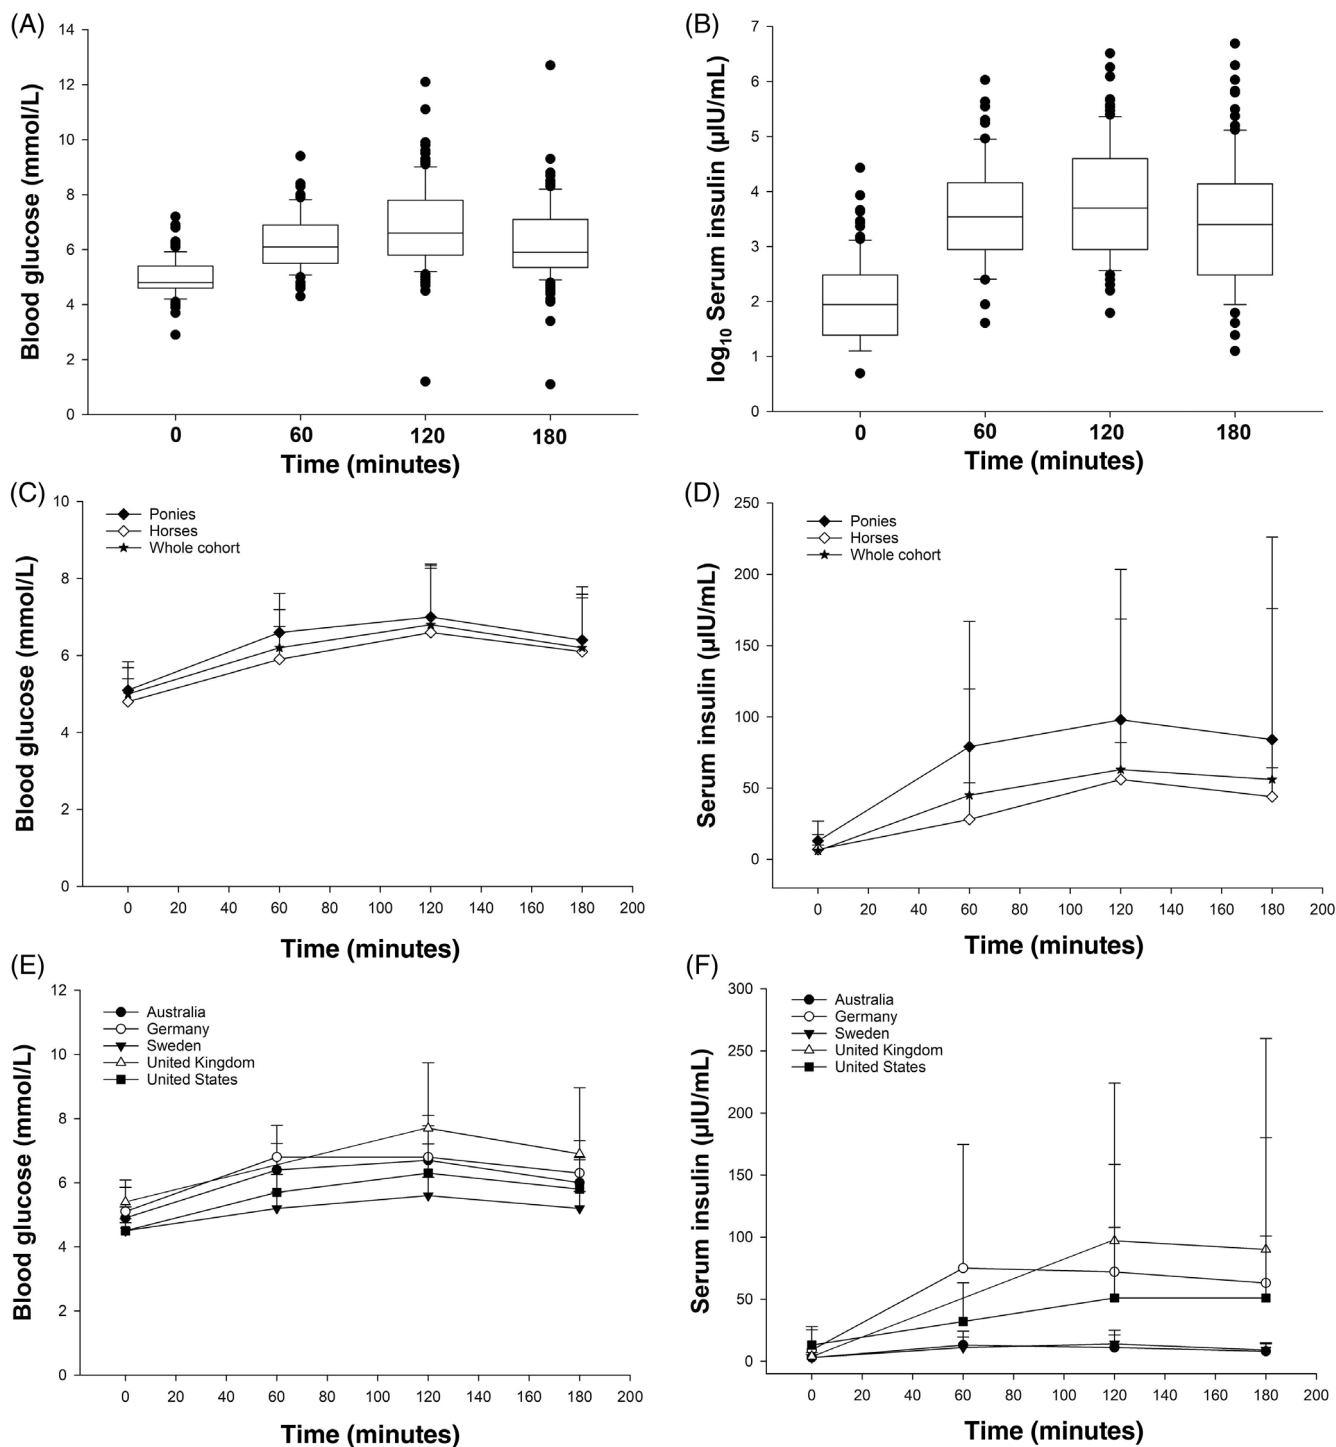 (A)
Blood glucose (mmol/L)
14
12
10
8
6
4
2
0
0 60 120 180
Time (minutes)
(B)
log10 Serum insulin (µIU/mL)
7
6
5
4
3
2
1
0
0 60 120 180
Time (minutes)
(C)
Blood glucose (mmol/L)
10
8
6
4
2
0
Ponies
Horses
Whole cohort
0 20 40 60 80 100 120 140 160 180 200
Time (minutes)
(D)
Serum insulin (µIU/mL)
250
200
150
100
50
0
Ponies
Horses
Whole cohort
0 20 40 60 80 100 120 140 160 180 200
Time (minutes)
(E)
Blood glucose (mmol/L)
12
10
8
6
4
2
0
Australia
Germany
Sweden
United Kingdom
United States
0 20 40 60 80 100 120 140 160 180 200
Time (minutes)
(F)
Serum insulin (µIU/mL)
300
250
200
150
100
50
0
Australia
Germany
Sweden
United Kingdom
United States
0 20 40 60 80 100 120 140 160 180 200
Time (minutes)